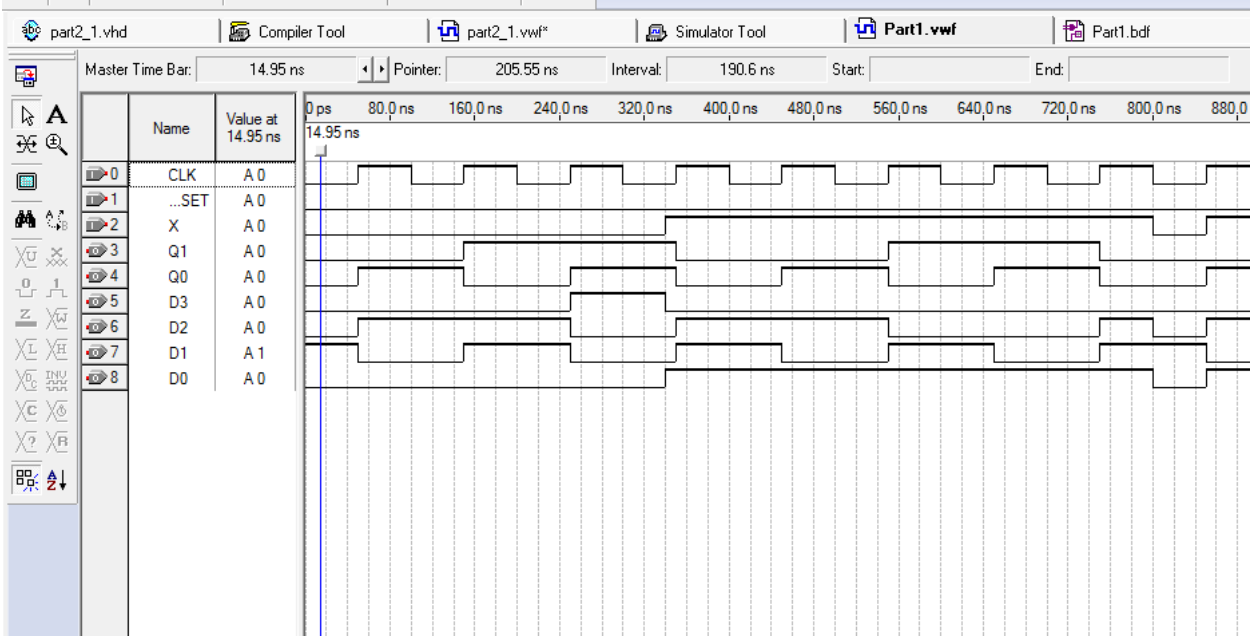 part2_1.vhd Compiler Tool part2_1.vwf* Simulator Tool Part1.vwf Part1.bdf
Master Time Bar: 14.95 ns Pointer: 205.55 ns Interval: 190.6 ns Start: End:
Name Value at 14.95 ns
0 ps 80.0 ns 160.0 ns 240.0 ns 320.0 ns 400.0 ns 480.0 ns 560.0 ns 640.0 ns 720.0 ns 800.0 ns 880.0
14.95 ns
0 CLK A 0
1 ...SET A 0
2 X A 0
3 Q1 A 0
4 Q0 A 0
5 D3 A 0
6 D2 A 0
7 D1 A 1
8 D0 A 0